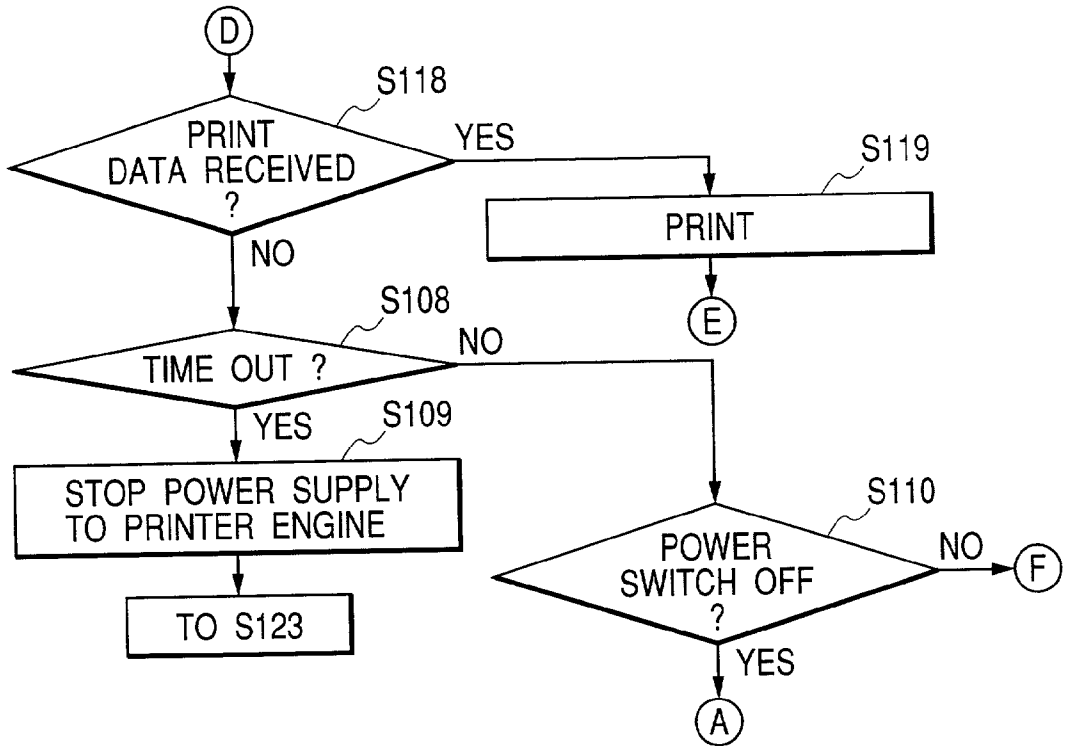 D
S118
PRINT
DATA RECEIVED
?
YES
NO
S119
PRINT
E
S108
TIME OUT ?
NO
YES
S109
STOP POWER SUPPLY
TO PRINTER ENGINE
TO S123
S110
POWER
SWITCH OFF
?
NO
F
YES
A